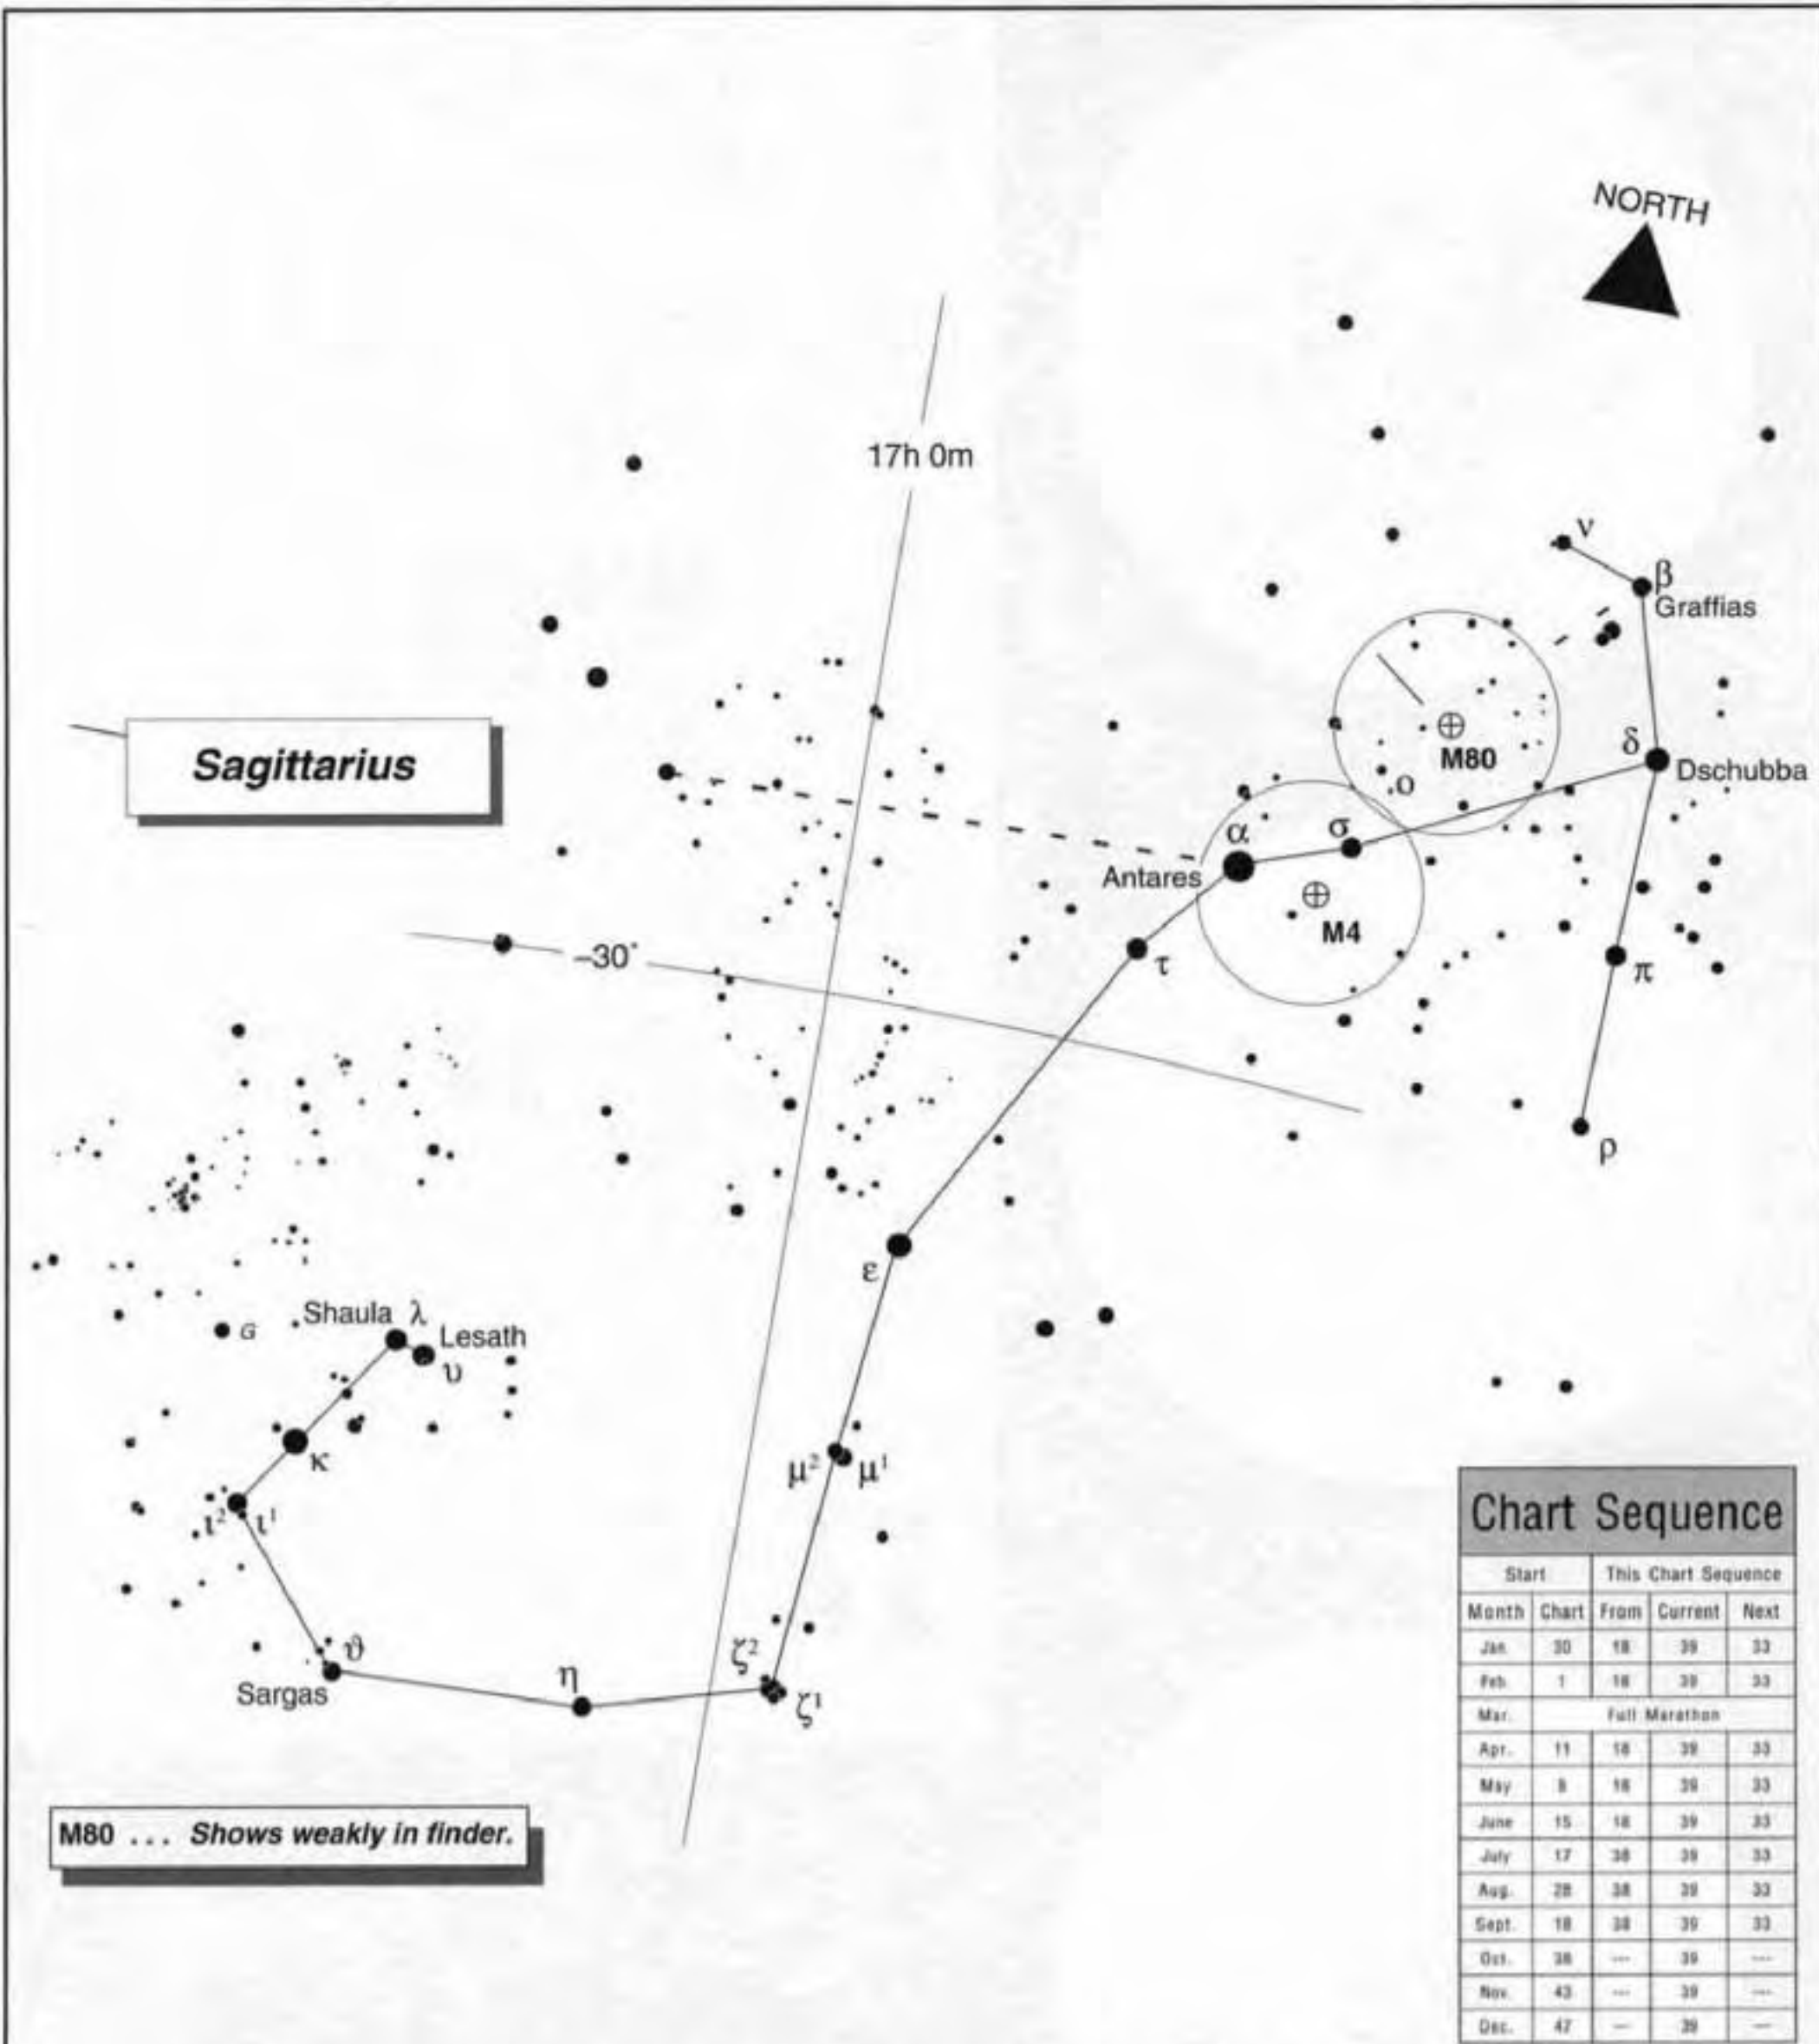 NORTH
17h 0m
ν
β
Graffias
Sagittarius
M80
δ
Dschubba
ο
α
σ
Antares
M4
–30°
τ
π
ρ
ε
Shaula λ
G
Lesath
υ
κ
μ² μ¹
ι² ι¹
ζ²
ϑ
Sargas
η
ζ¹
M80 ... Shows weakly in finder.
Chart Sequence
Start This Chart Sequence
Month Chart From Current Next
Jan. 30 18 39 33
Feb. 1 18 39 33
Mar. Full Marathon
Apr. 11 18 39 33
May 8 18 39 33
June 15 18 39 33
July 17 38 39 33
Aug. 28 38 39 33
Sept. 18 38 39 33
Oct. 38 --- 39 ---
Nov. 43 --- 39 ---
Dec. 47 --- 39 ---